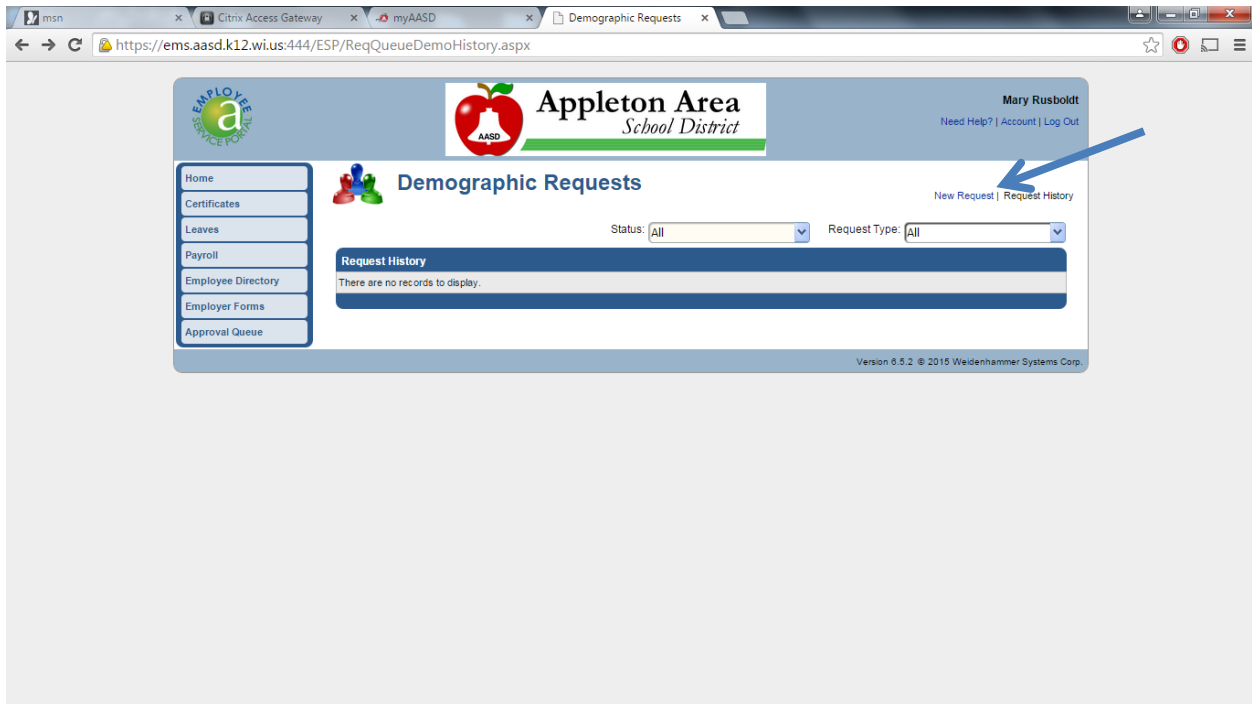 msn
Citrix Access Gateway
myAASD
Demographic Requests
https://ems.aasd.k12.wi.us:444/ESP/ReqQueueDemoHistory.aspx
EMPLOYEE
a
SERVICE PORTAL
AASD
Appleton Area
School District
Mary Rusboldt
Need Help? | Account | Log Out
Home
Certificates
Leaves
Payroll
Employee Directory
Employer Forms
Approval Queue
Demographic Requests
New Request | Request History
Status: All
Request Type: All
Request History
There are no records to display.
Version 6.5.2 © 2015 Weidenhammer Systems Corp.